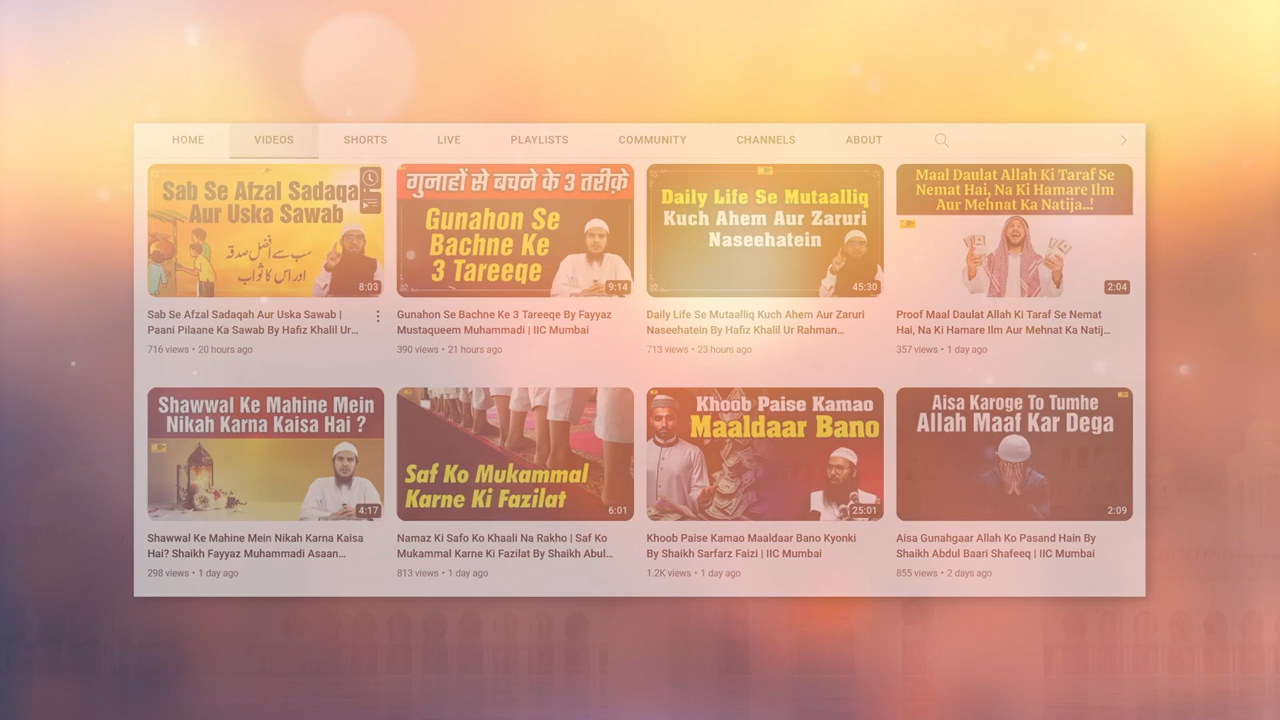 HOME VIDEOS SHORTS LIVE PLAYLISTS COMMUNITY CHANNELS ABOUT
Sab Se Afzal Sadaqa
Aur Uska Sawab
سب سے افضل صدقہ
اور اس کا ثواب
8:03
गुनाहों से बचने के 3 तरीक़े
Gunahon Se
Bachne Ke
3 Tareeqe
9:14
Daily Life Se Mutaalliq
Kuch Ahem Aur Zaruri
Naseehatein
45:30
Maal Daulat Allah Ki Taraf Se
Nemat Hai, Na Ki Hamare Ilm
Aur Mehnat Ka Natija..!
2:04
Sab Se Afzal Sadaqah Aur Uska Sawab |
Paani Pilaane Ka Sawab By Hafiz Khalil Ur...
716 views • 20 hours ago
Gunahon Se Bachne Ke 3 Tareeqe By Fayyaz
Mustaqeem Muhammadi | IIC Mumbai
390 views • 21 hours ago
Daily Life Se Mutaalliq Kuch Ahem Aur Zaruri
Naseehatein By Hafiz Khalil Ur Rahman...
713 views • 23 hours ago
Proof Maal Daulat Allah Ki Taraf Se Nemat
Hai, Na Ki Hamare Ilm Aur Mehnat Ka Natij...
357 views • 1 day ago
Shawwal Ke Mahine Mein
Nikah Karna Kaisa Hai ?
4:17
Saf Ko Mukammal
Karne Ki Fazilat
6:01
Khoob Paise Kamao
Maaldaar Bano
25:01
Aisa Karoge To Tumhe
Allah Maaf Kar Dega
2:09
Shawwal Ke Mahine Mein Nikah Karna Kaisa
Hai? Shaikh Fayyaz Muhammadi Asaan...
298 views • 1 day ago
Namaz Ki Safo Ko Khaali Na Rakho | Saf Ko
Mukammal Karne Ki Fazilat By Shaikh Abul...
813 views • 1 day ago
Khoob Paise Kamao Maaldaar Bano Kyonki
By Shaikh Sarfarz Faizi | IIC Mumbai
1.2K views • 1 day ago
Aisa Gunahgaar Allah Ko Pasand Hain By
Shaikh Abdul Baari Shafeeq | IIC Mumbai
855 views • 2 days ago